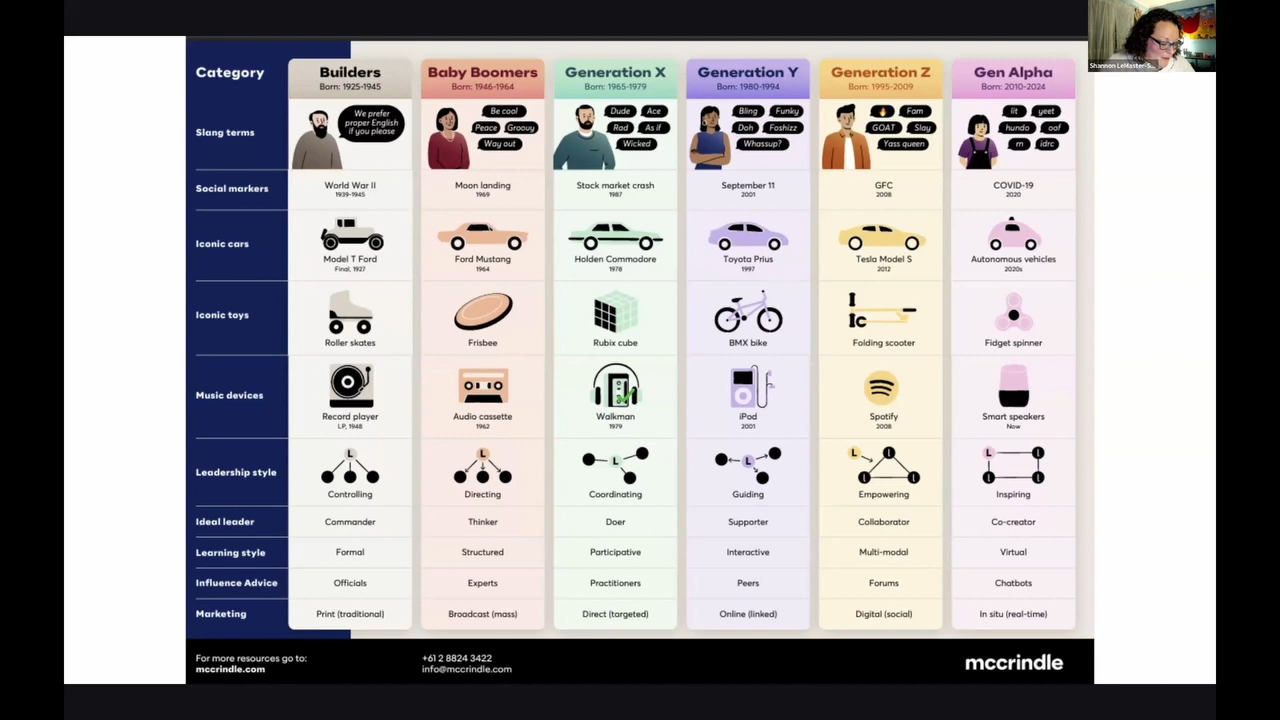 Shannon LeMaster-S...
Category
Builders
Born: 1925-1945
Baby Boomers
Born: 1946-1964
Generation X
Born: 1965-1979
Generation Y
Born: 1980-1994
Generation Z
Born: 1995-2009
Gen Alpha
Born: 2010-2024
Slang terms
We prefer
proper English
if you please
Be cool
Peace
Groovy
Way out
Dude
Ace
Rad
As if
Wicked
Bling
Funky
Doh
Foshizz
Whassup?
🔥
Fam
GOAT
Slay
Yass queen
lit
yeet
hundo
oof
rn
idrc
Social markers
World War II
1939-1945
Moon landing
1969
Stock market crash
1987
September 11
2001
GFC
2008
COVID-19
2020
Iconic cars
Model T Ford
Final, 1927
Ford Mustang
1964
Holden Commodore
1978
Toyota Prius
1997
Tesla Model S
2012
Autonomous vehicles
2020s
Iconic toys
Roller skates
Frisbee
Rubix cube
BMX bike
Folding scooter
Fidget spinner
Music devices
Record player
LP, 1948
Audio cassette
1962
Walkman
1979
iPod
2001
Spotify
2008
Smart speakers
Now
Leadership style
L
Controlling
L
Directing
L
Coordinating
L
Guiding
L
Empowering
L
Inspiring
Ideal leader
Commander
Thinker
Doer
Supporter
Collaborator
Co-creator
Learning style
Formal
Structured
Participative
Interactive
Multi-modal
Virtual
Influence Advice
Officials
Experts
Practitioners
Peers
Forums
Chatbots
Marketing
Print (traditional)
Broadcast (mass)
Direct (targeted)
Online (linked)
Digital (social)
In situ (real-time)
For more resources go to:
mccrindle.com
+61 2 8824 3422
info@mccrindle.com
mccrindle